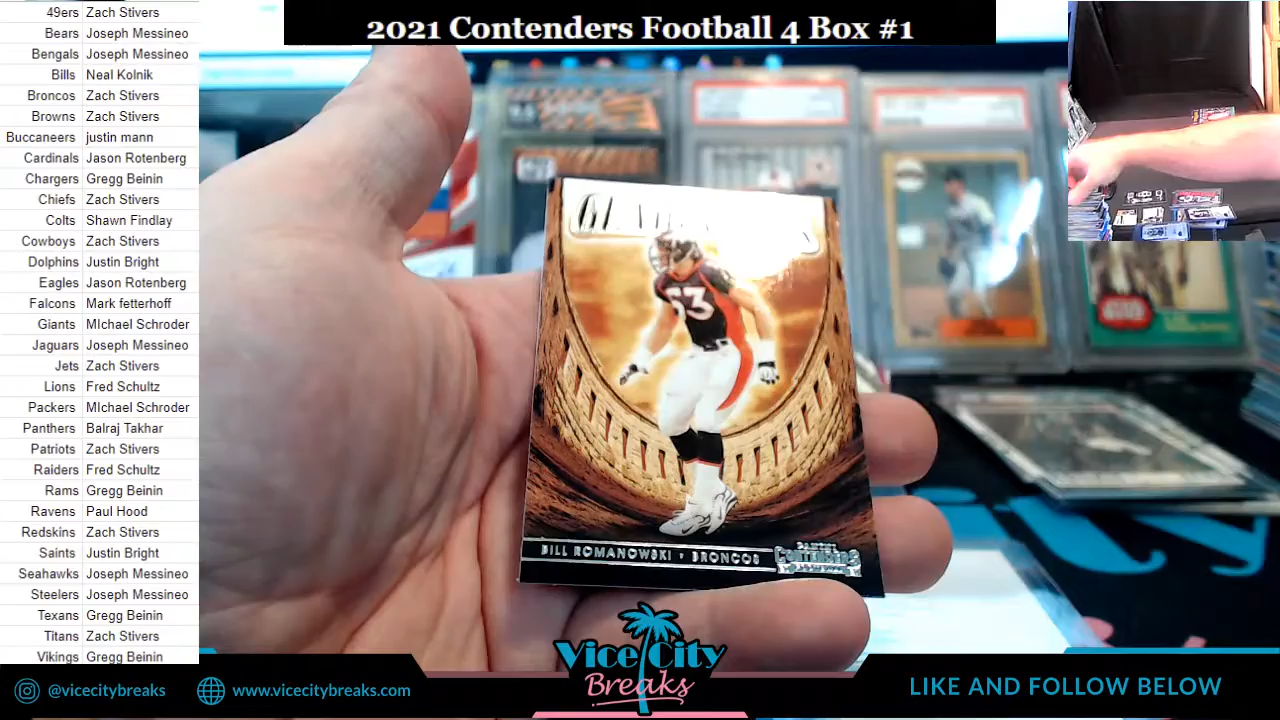 2021 Contenders Football 4 Box #1
49ers Zach Stivers
Bears Joseph Messineo
Bengals Joseph Messineo
Bills Neal Kolnik
Broncos Zach Stivers
Browns Zach Stivers
Buccaneers justin mann
Cardinals Jason Rotenberg
Chargers Gregg Beinin
Chiefs Zach Stivers
Colts Shawn Findlay
Cowboys Zach Stivers
Dolphins Justin Bright
Eagles Jason Rotenberg
Falcons Mark fetterhoff
Giants MIchael Schroder
Jaguars Joseph Messineo
Jets Zach Stivers
Lions Fred Schultz
Packers MIchael Schroder
Panthers Balraj Takhar
Patriots Zach Stivers
Raiders Fred Schultz
Rams Gregg Beinin
Ravens Paul Hood
Redskins Zach Stivers
Saints Justin Bright
Seahawks Joseph Messineo
Steelers Joseph Messineo
Texans Gregg Beinin
Titans Zach Stivers
Vikings Gregg Beinin
63
BILL ROMANOWSKI • BRONCOS
PANINI
CONTENDERS
Vice City
Breaks
@vicecitybreaks
www.vicecitybreaks.com
LIKE AND FOLLOW BELOW